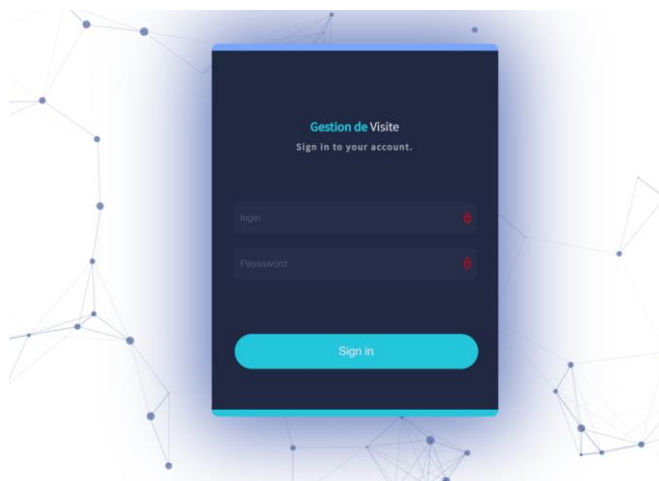 Gestion de Visite
Sign in to your account.
login
Passsword
Sign in